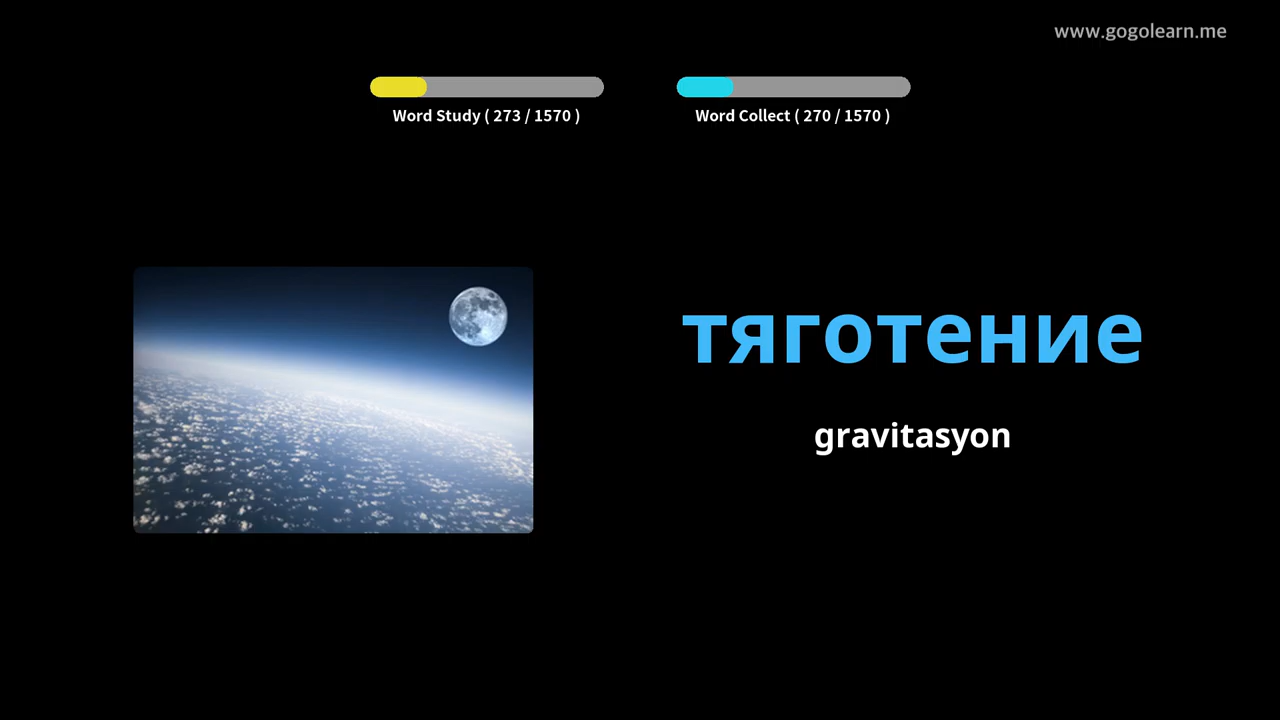 www.gogolearn.me
Word Study ( 273 / 1570 )
Word Collect ( 270 / 1570 )
тяготение
gravitasyon